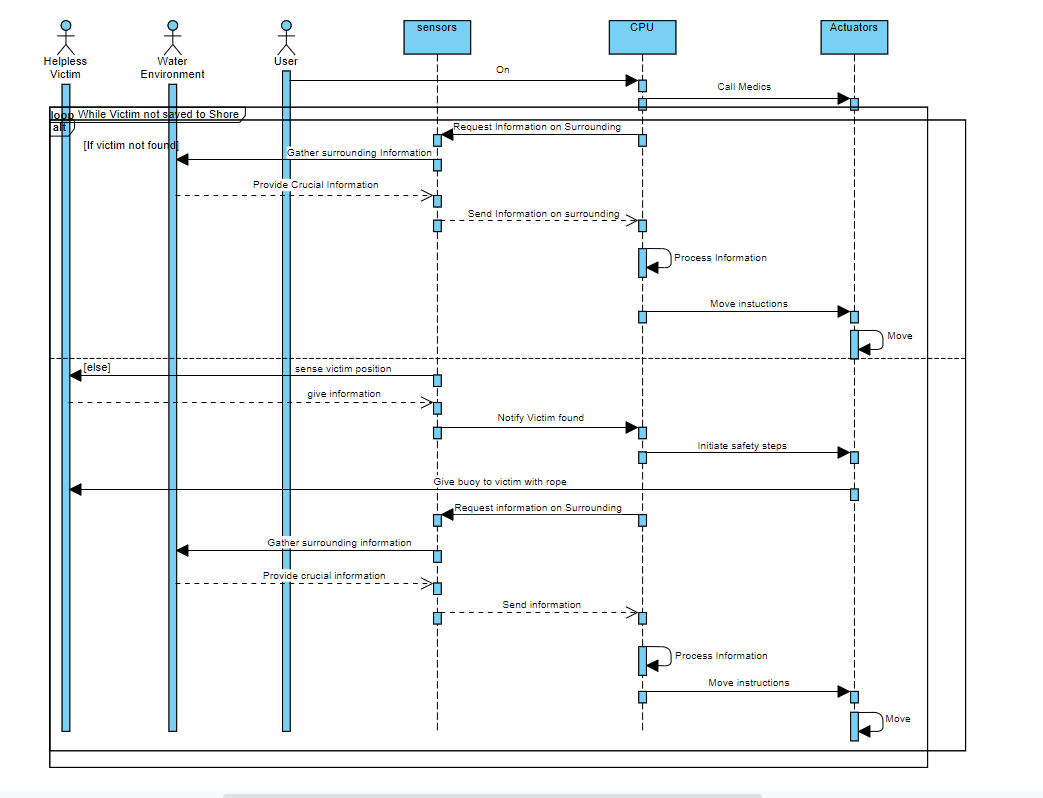 sensors
CPU
Actuators
Helpless
Victim
Water
Environment
User
On
Call Medics
loop While Victim not saved to Shore
alt
Request Information on Surrounding
[If victim not found]
Gather surrounding Information
Provide Crucial Information
Send Information on surrounding
Process Information
Move instuctions
Move
[else]
sense victim position
give information
Notify Victim found
Initiate safety steps
Give buoy to victim with rope
Request information on Surrounding
Gather surrounding information
Provide crucial information
Send information
Process Information
Move instructions
Move